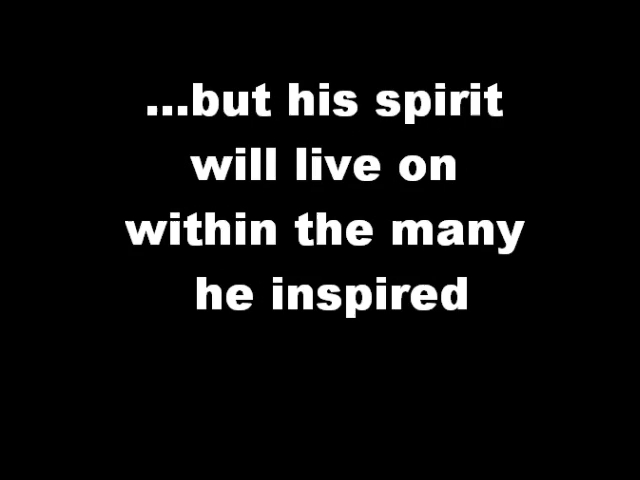 ...but his spirit
will live on
within the many
he inspired